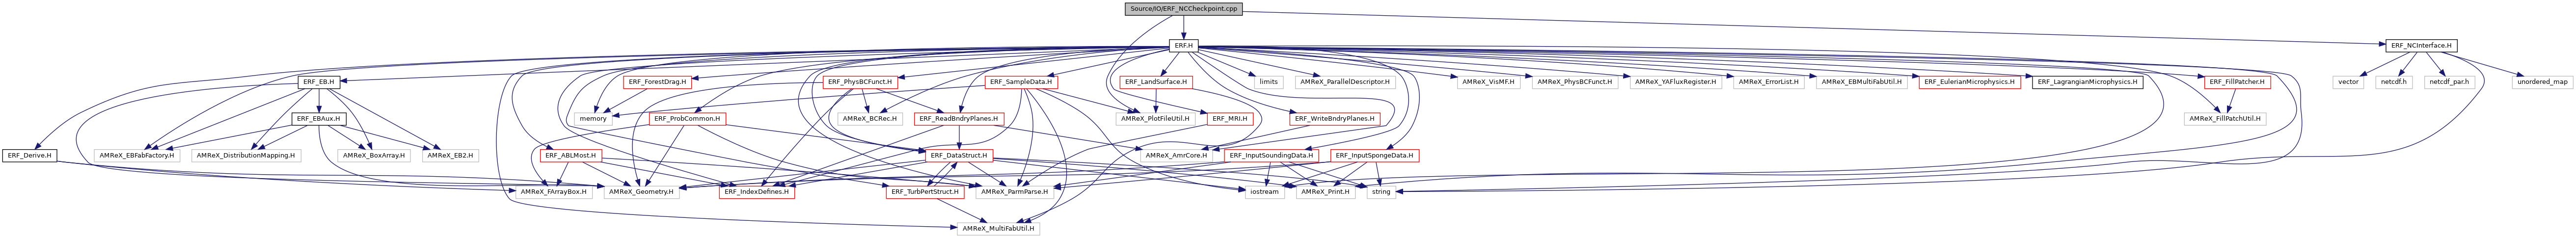 Source/IO/ERF_NCCheckpoint.cpp
ERF.H
ERF_NCInterface.H
ERF_EB.H
ERF_ForestDrag.H
ERF_PhysBCFunct.H
ERF_SampleData.H
ERF_LandSurface.H
limits
AMReX_ParallelDescriptor.H
AMReX_VisMF.H
AMReX_PhysBCFunct.H
AMReX_YAFluxRegister.H
AMReX_ErrorList.H
AMReX_EBMultiFabUtil.H
ERF_EulerianMicrophysics.H
ERF_LagrangianMicrophysics.H
ERF_FillPatcher.H
vector
netcdf.h
netcdf_par.h
unordered_map
ERF_EBAux.H
memory
ERF_ProbCommon.H
AMReX_BCRec.H
ERF_ReadBndryPlanes.H
AMReX_PlotFileUtil.H
ERF_MRI.H
ERF_WriteBndryPlanes.H
AMReX_FillPatchUtil.H
ERF_Derive.H
AMReX_EBFabFactory.H
AMReX_DistributionMapping.H
AMReX_BoxArray.H
AMReX_EB2.H
ERF_ABLMost.H
ERF_DataStruct.H
AMReX_AmrCore.H
ERF_InputSoundingData.H
ERF_InputSpongeData.H
AMReX_FArrayBox.H
AMReX_Geometry.H
ERF_IndexDefines.H
ERF_TurbPertStruct.H
AMReX_ParmParse.H
iostream
AMReX_Print.H
string
AMReX_MultiFabUtil.H